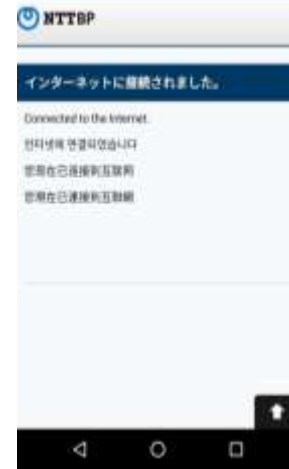 NTTBP
インターネットに接続されました。
Connected to the Internet.
인터넷에 연결되었습니다
您现在已连接到互联网
您現在已連接到互聯網